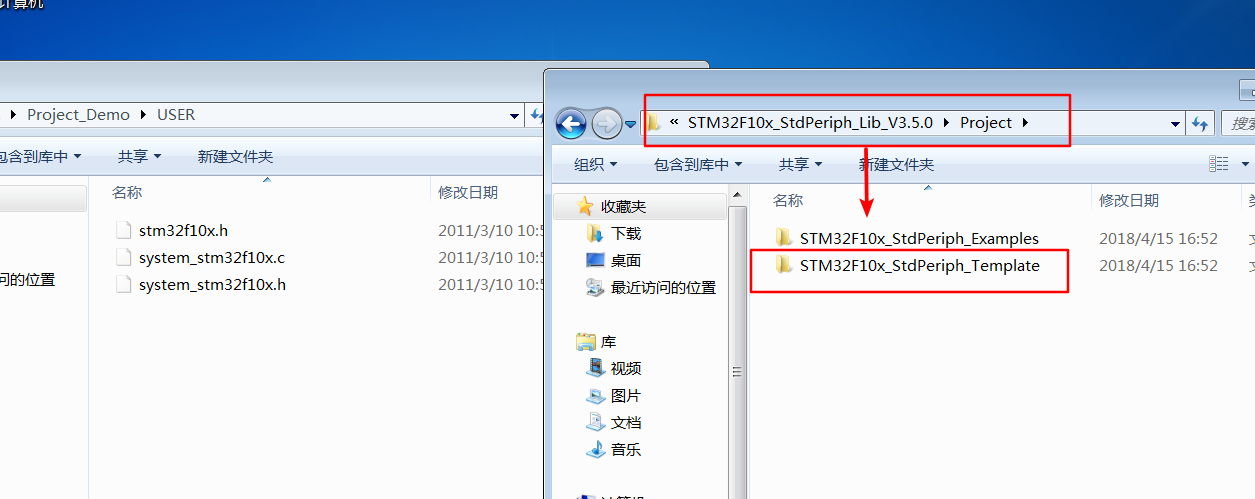 计算机
Project_Demo USER
包含到库中 共享 新建文件夹
名称 修改日期
stm32f10x.h 2011/3/10 10:5
system_stm32f10x.c 2011/3/10 10:5
system_stm32f10x.h 2011/3/10 10:5
问的位置
« STM32F10x_StdPeriph_Lib_V3.5.0 Project
搜索
组织 包含到库中 共享 新建文件夹
收藏夹
下载
桌面
最近访问的位置
库
视频
图片
文档
音乐
计算机
名称 修改日期
STM32F10x_StdPeriph_Examples 2018/4/15 16:52
STM32F10x_StdPeriph_Template 2018/4/15 16:52